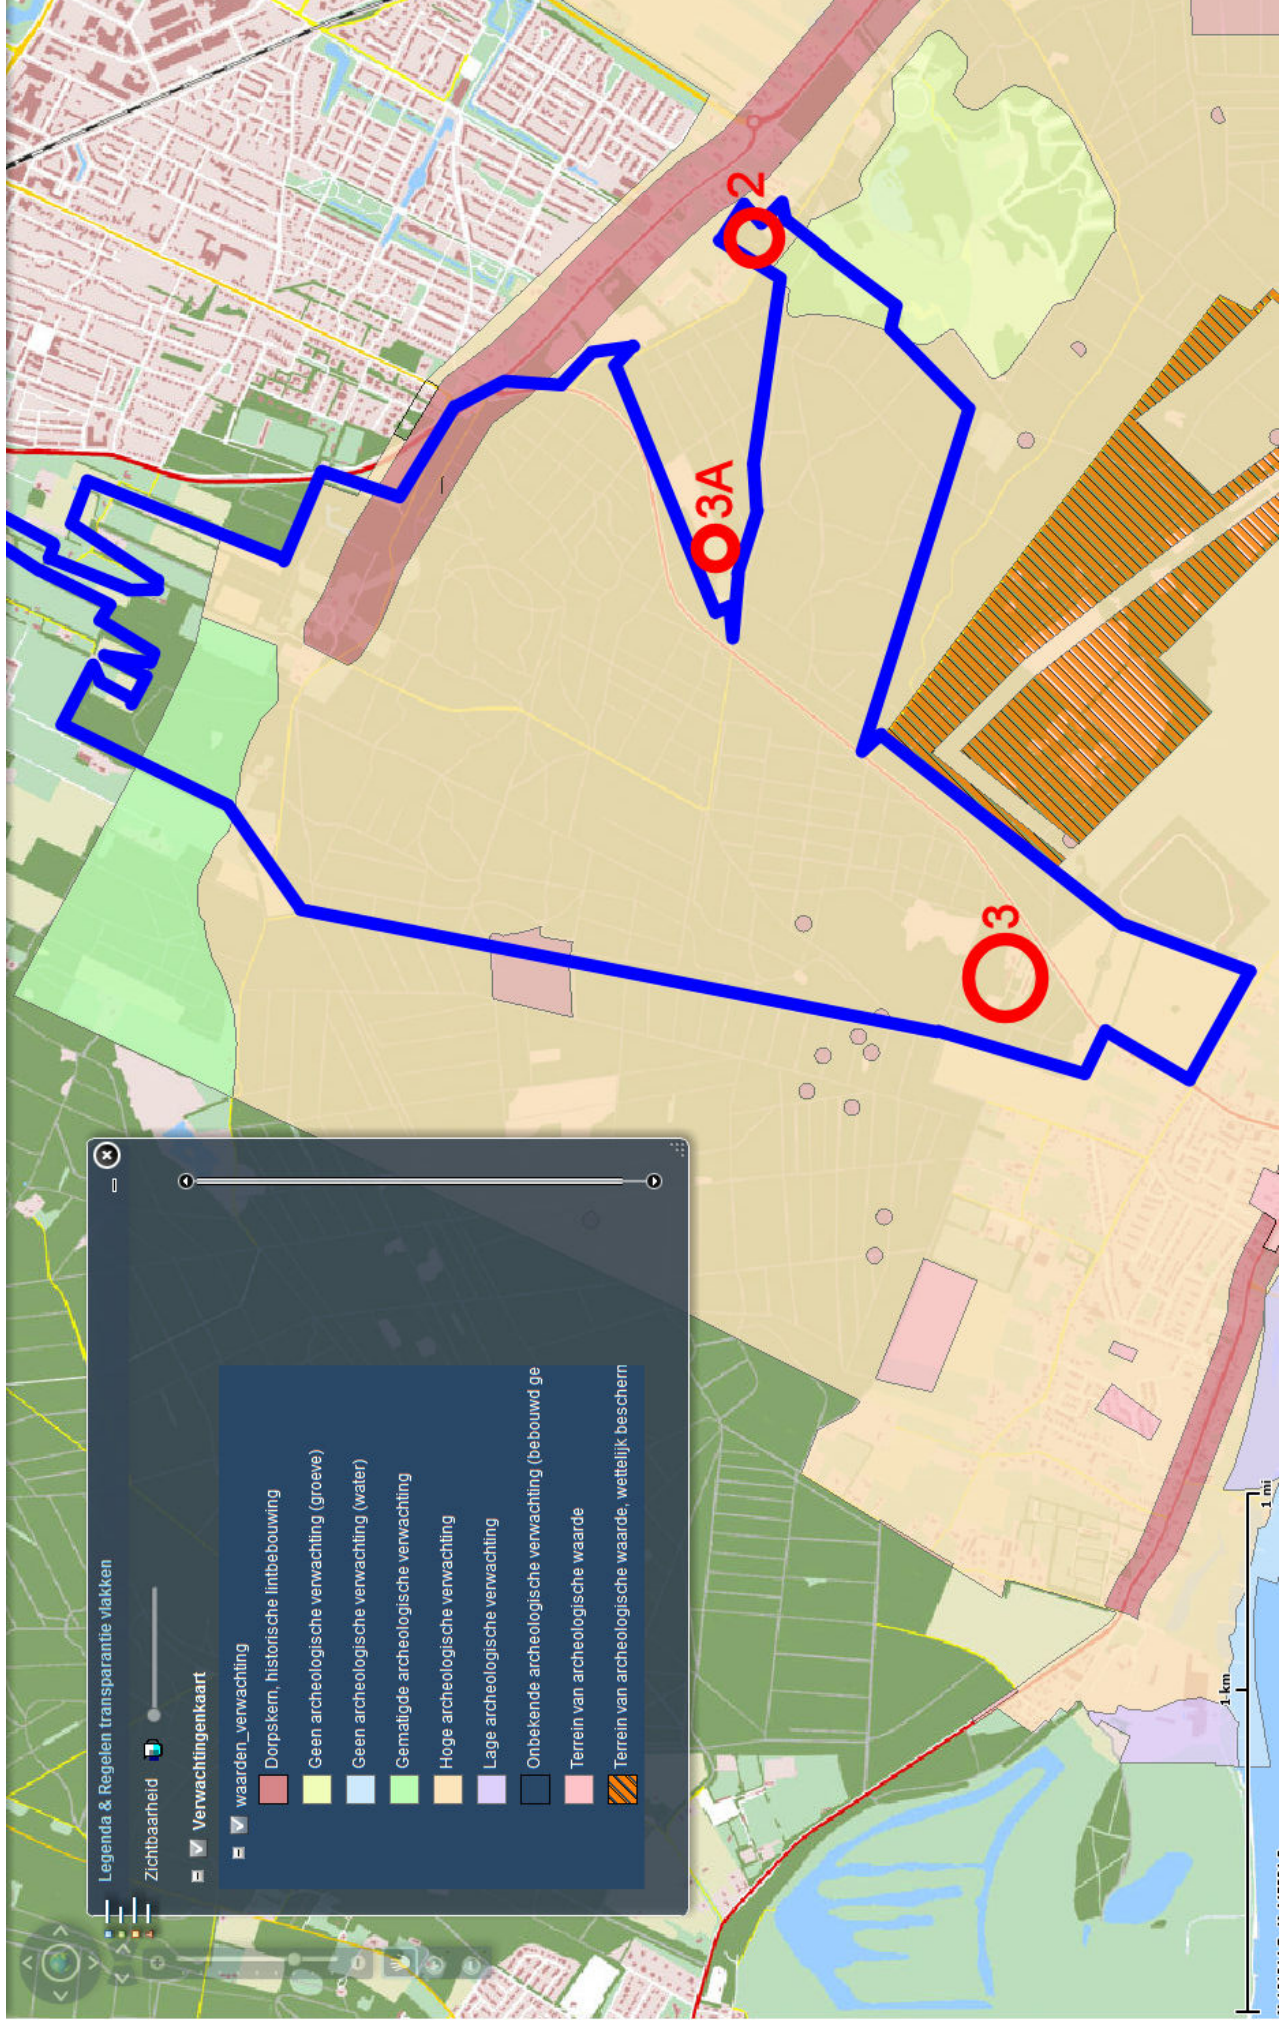 Legenda & Regelen transparantie vlakken
Zichtbaarheid
Verwachtingenkaart
waarden_verwachting
Dorpskern, historische lintbebouwing
Geen archeologische verwachting (groeve)
Geen archeologische verwachting (water)
Gematigde archeologische verwachting
Hoge archeologische verwachting
Lage archeologische verwachting
Onbekende archeologische verwachting (bebouwd ge
Terrein van archeologische waarde
Terrein van archeologische waarde, wettelijk beschern
2
3A
3
1 km
1 mi